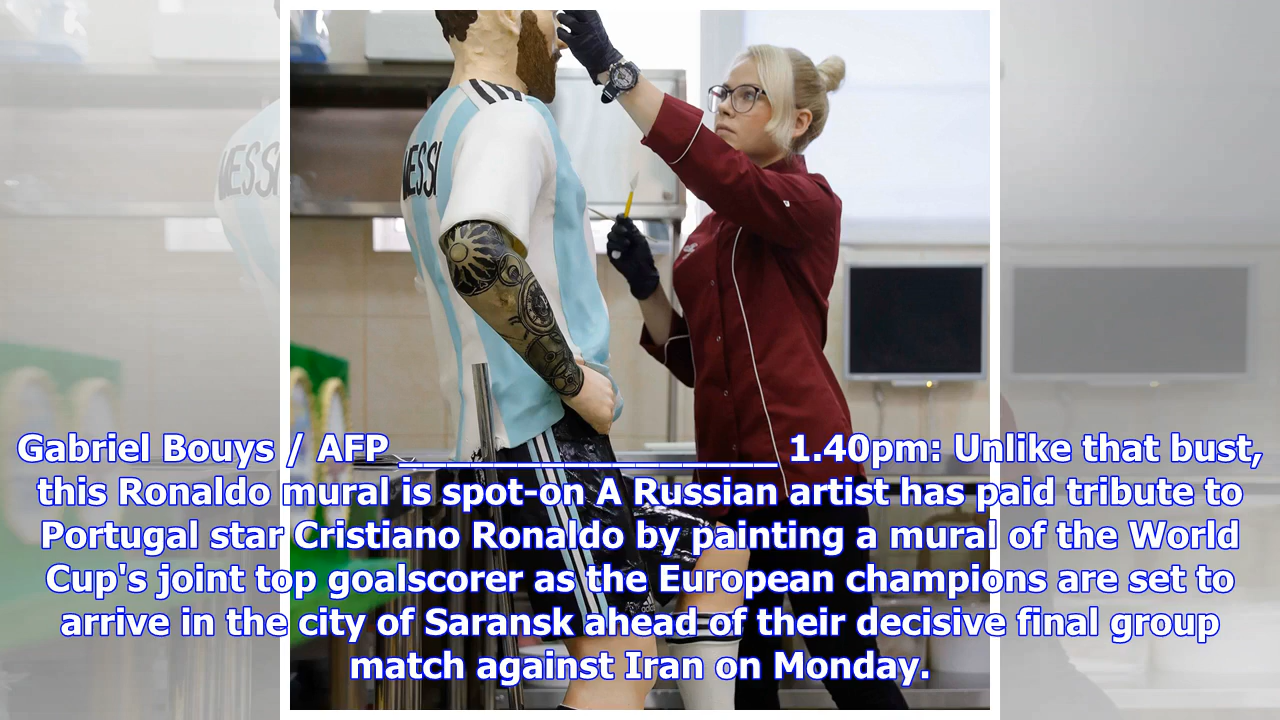 MESSI
Gabriel Bouys / AFP ________________ 1.40pm: Unlike that bust,
this Ronaldo mural is spot-on A Russian artist has paid tribute to
Portugal star Cristiano Ronaldo by painting a mural of the World
Cup's joint top goalscorer as the European champions are set to
arrive in the city of Saransk ahead of their decisive final group
match against Iran on Monday.
adidas